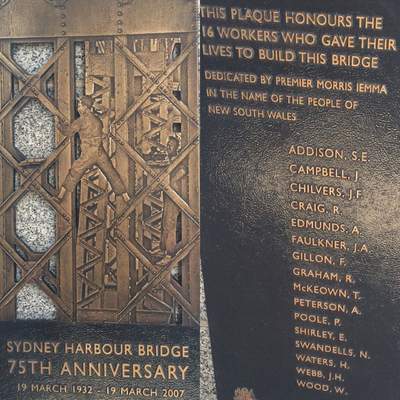 SYDNEY HARBOUR BRIDGE
75TH ANNIVERSARY
19 MARCH 1932 - 19 MARCH 2007
THIS PLAQUE HONOURS THE
16 WORKERS WHO GAVE THEIR
LIVES TO BUILD THIS BRIDGE
DEDICATED BY PREMIER MORRIS IEMMA
IN THE NAME OF THE PEOPLE OF
NEW SOUTH WALES
ADDISON, S.E.
CAMPBELL, J.
CHILVERS, J.F.
CRAIG, R.
EDMUNDS, A.
FAULKNER, J.A.
GILLON, F.
GRAHAM, R.
McKEOWN, T.
PETERSON, A.
POOLE, P.
SHIRLEY, E.
SWANDELLS, N.
WATERS, H.
WEBB, J.H.
WOOD, W.